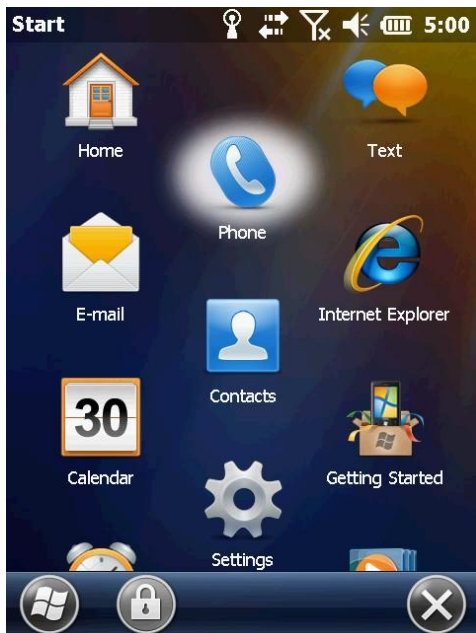 Start 5:00
Home
Text
Phone
E-mail
Internet Explorer
Contacts
30
Calendar
Getting Started
Settings